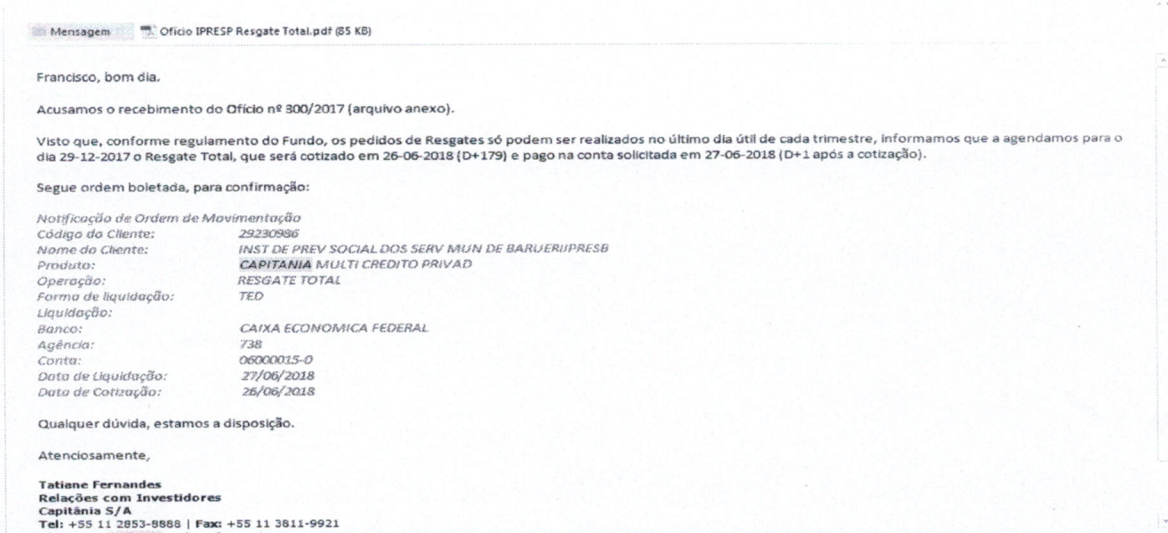 Mensagem Ofício IPRESP Resgate Total.pdf (85 KB)
Francisco, bom dia.
Acusamos o recebimento do Ofício nº 300/2017 (arquivo anexo).
Visto que, conforme regulamento do Fundo, os pedidos de Resgates só podem ser realizados no último dia útil de cada trimestre, informamos que a agendamos para o
dia 29-12-2017 o Resgate Total, que será cotizado em 26-06-2018 (D+179) e pago na conta solicitada em 27-06-2018 (D+1 após a cotização).
Segue ordem boletada, para confirmação:
Notificação de Ordem de Movimentação
Código do Cliente: 29230986
Nome do Cliente: INST DE PREV SOCIAL DOS SERV MUN DE BARUERIIPRESB
Produto: CAPITANIA MULTI CREDITO PRIVAD
Operação: RESGATE TOTAL
Forma de liquidação: TED
Liquidação:
Banco: CAIXA ECONOMICA FEDERAL
Agência: 738
Conta: 06000015-0
Data de Liquidação: 27/06/2018
Data de Cotização: 26/06/2018
Qualquer dúvida, estamos a disposição.
Atenciosamente,
Tatiane Fernandes
Relações com Investidores
Capitânia S/A
Tel: +55 11 2853-8888 | Fax: +55 11 3811-9921